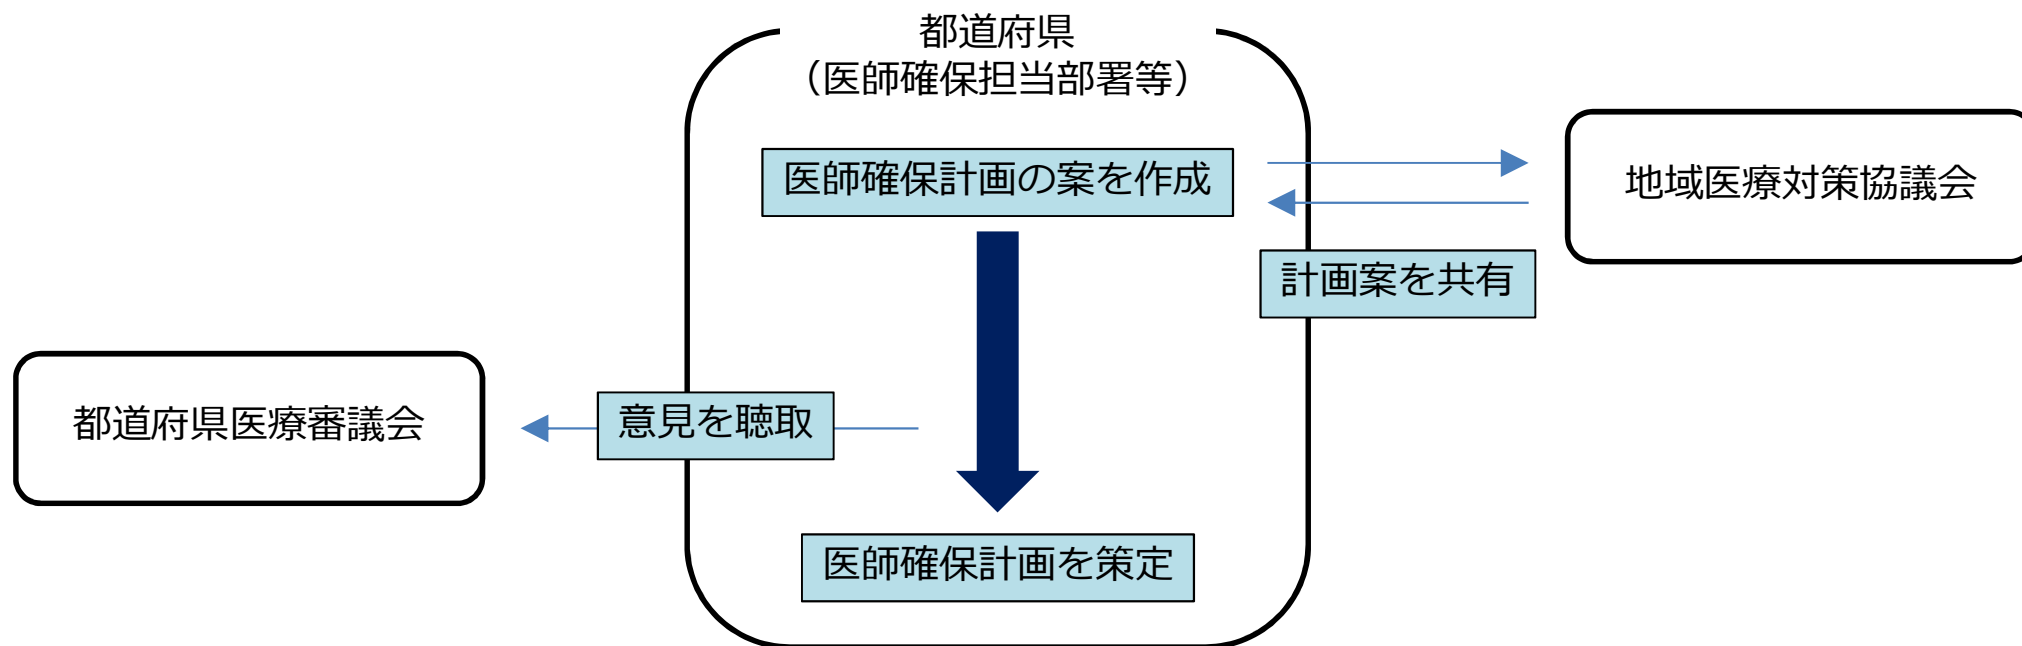 都道府県
（医師確保担当部署等）
医師確保計画の案を作成
地域医療対策協議会
計画案を共有
都道府県医療審議会
意見を聴取
医師確保計画を策定